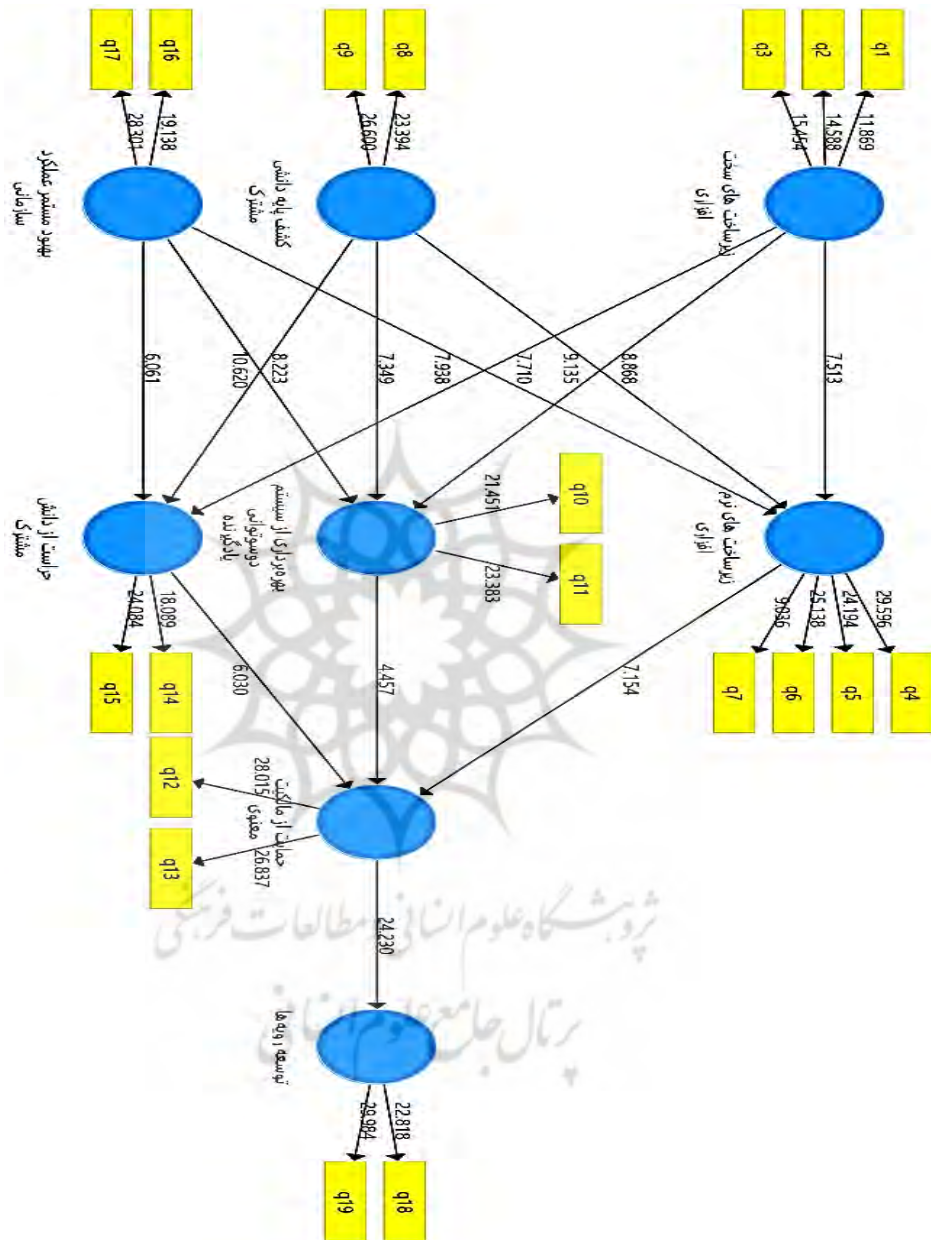 q1
q2
q3
11.869
14.588
15.454
زیرساخت های سخت
افزاری
q8
q9
23.394
26.600
کشف پایه دانشی
مشترک
q16
q17
19.138
28.301
بهبود مستمر عملکرد
سازمانی
7.513
8.868
7.710
9.135
7.349
8.223
7.938
10.620
6.061
زیرساخت های نرم
افزاری
29.596
24.194
25.138
q4
q5
q6
q7
q10
q11
21.451
23.383
بهره‌برداری از سیستم
دوسوتوانی
یادگیرنده
حراست از دانش
مشترک
18.089
24.084
q14
q15
7.154
4.457
6.030
q12
q13
28.015
26.837
حمایت از مالکیت
معنوی
24.230
توسعه رویه ها
22.818
29.984
q18
q19
پژوهشگاه علوم انسانی و مطالعات فرهنگی
پرتال جامع علوم انسانی